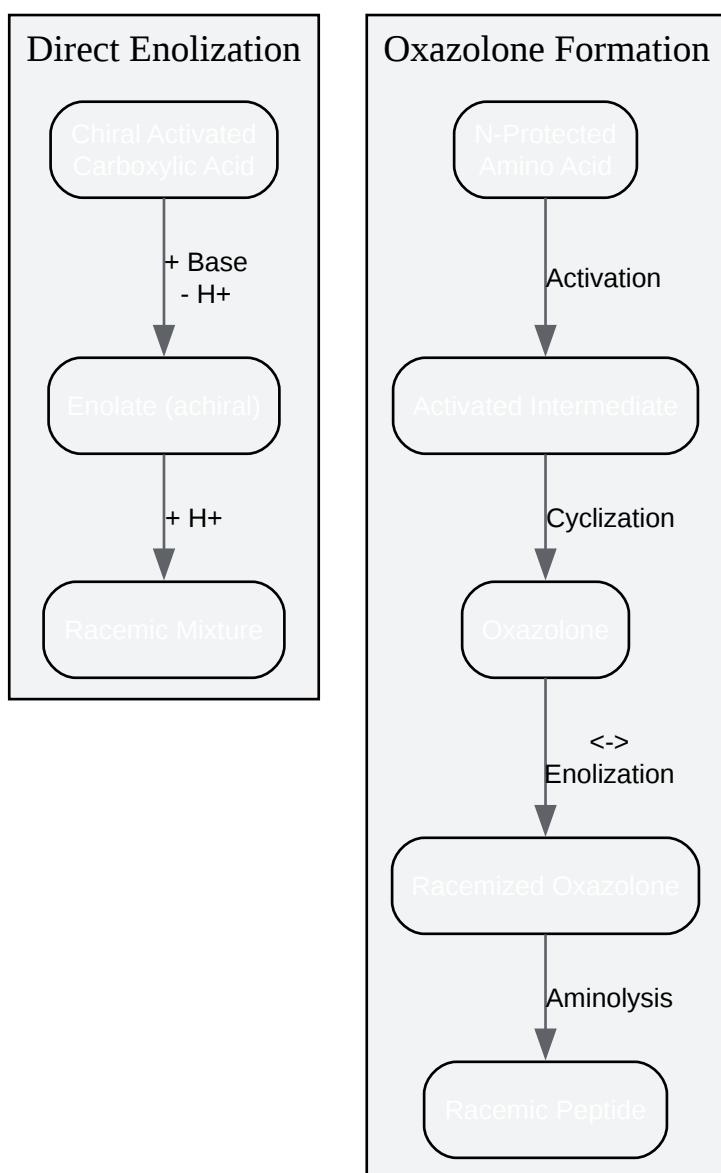 Direct Enolization
Chiral Activated
Carboxylic Acid
+ Base
- H+
Enolate (achiral)
+ H+
Racemic Mixture
Oxazolone Formation
N-Protected
Amino Acid
Activation
Activated Intermediate
Cyclization
Oxazolone
<->
Enolization
Racemized Oxazolone
Aminolysis
Racemic Peptide